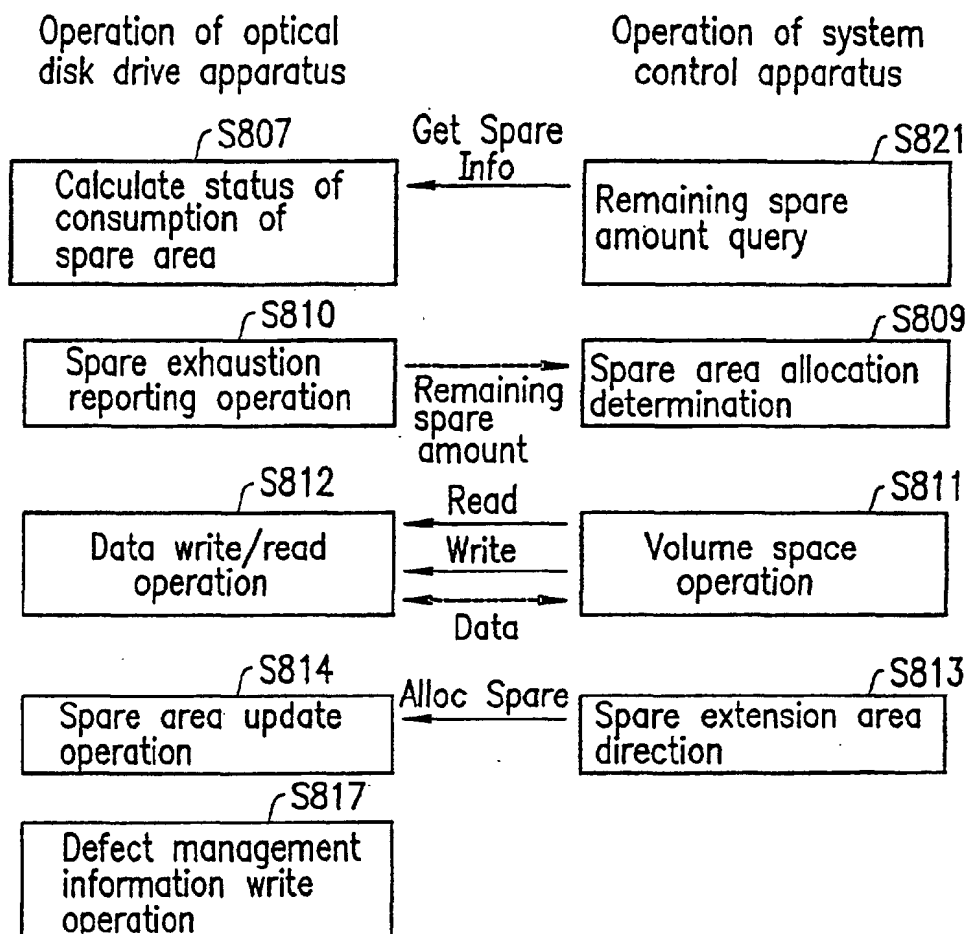 Operation of optical
disk drive apparatus
Operation of system
control apparatus
S807
Calculate status of
consumption of
spare area
Get Spare
Info
S821
Remaining spare
amount query
S810
Spare exhaustion
reporting operation
Remaining
spare
amount
S809
Spare area allocation
determination
S812
Data write/read
operation
Read
Write
Data
S811
Volume space
operation
S814
Spare area update
operation
Alloc Spare
S813
Spare extension area
direction
S817
Defect management
information write
operation